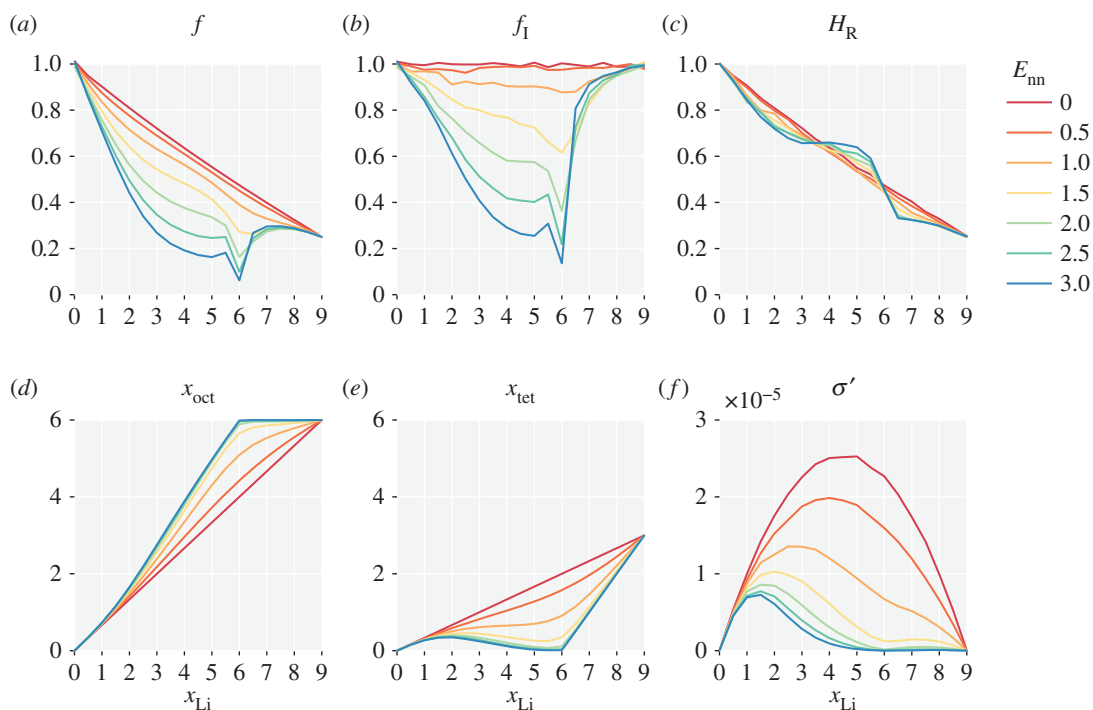 (a) f (b) f_I (c) H_R
1.0 1.0 1.0
0.8 0.8 0.8
0.6 0.6 0.6
0.4 0.4 0.4
0.2 0.2 0.2
0 0 0
0 1 2 3 4 5 6 7 8 9 0 1 2 3 4 5 6 7 8 9 0 1 2 3 4 5 6 7 8 9
E_nn
0
0.5
1.0
1.5
2.0
2.5
3.0
(d) x_oct (e) x_tet (f) σ′
×10^−5
6 6 3
4 4 2
2 2 1
0 0 0
0 1 2 3 4 5 6 7 8 9 0 1 2 3 4 5 6 7 8 9 0 1 2 3 4 5 6 7 8 9
x_Li x_Li x_Li